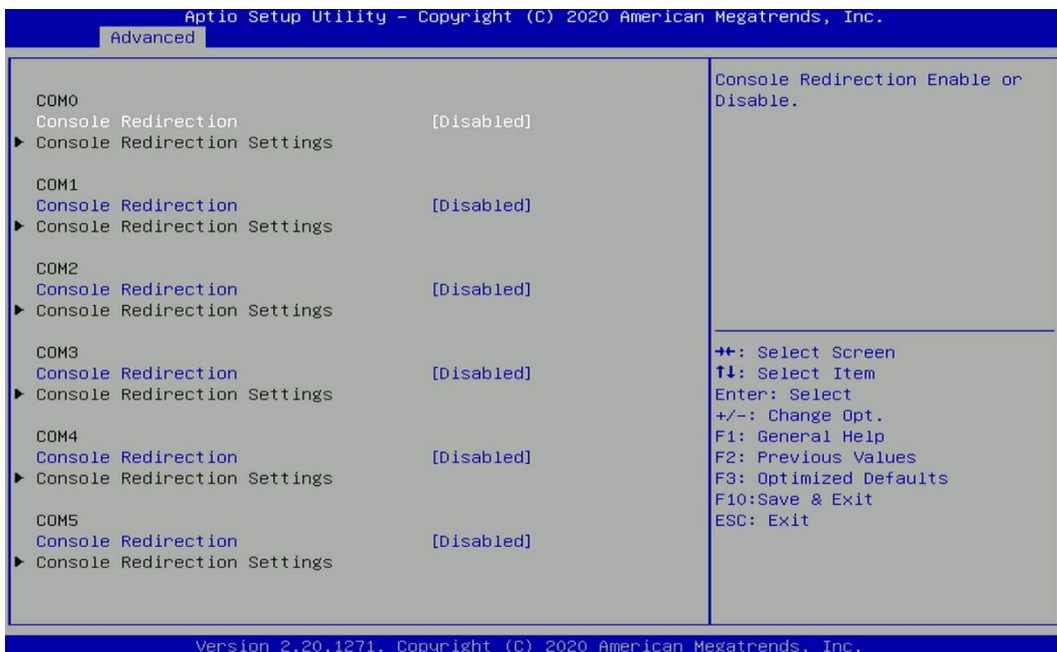 Aptio Setup Utility – Copyright (C) 2020 American Megatrends, Inc.
Advanced
COM0
Console Redirection [Disabled]
▶ Console Redirection Settings
COM1
Console Redirection [Disabled]
▶ Console Redirection Settings
COM2
Console Redirection [Disabled]
▶ Console Redirection Settings
COM3
Console Redirection [Disabled]
▶ Console Redirection Settings
COM4
Console Redirection [Disabled]
▶ Console Redirection Settings
COM5
Console Redirection [Disabled]
▶ Console Redirection Settings
Console Redirection Enable or
Disable.
→←: Select Screen
↑↓: Select Item
Enter: Select
+/-: Change Opt.
F1: General Help
F2: Previous Values
F3: Optimized Defaults
F10:Save & Exit
ESC: Exit
Version 2.20.1271. Copyright (C) 2020 American Megatrends, Inc.